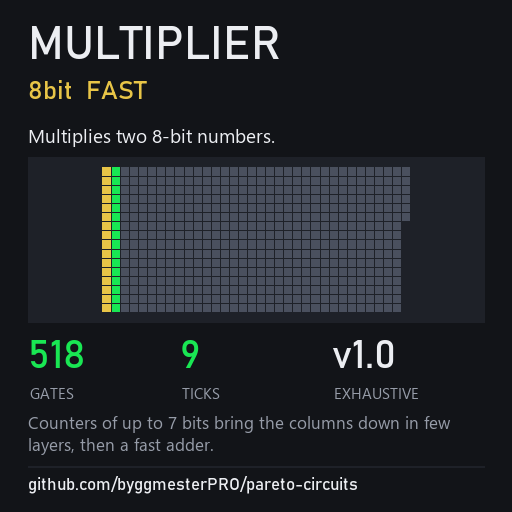 MULTIPLIER
8bit FAST
Multiplies two 8-bit numbers.
518 9 v1.0
GATES TICKS EXHAUSTIVE
Counters of up to 7 bits bring the columns down in few
layers, then a fast adder.
github.com/byggmesterPRO/pareto-circuits